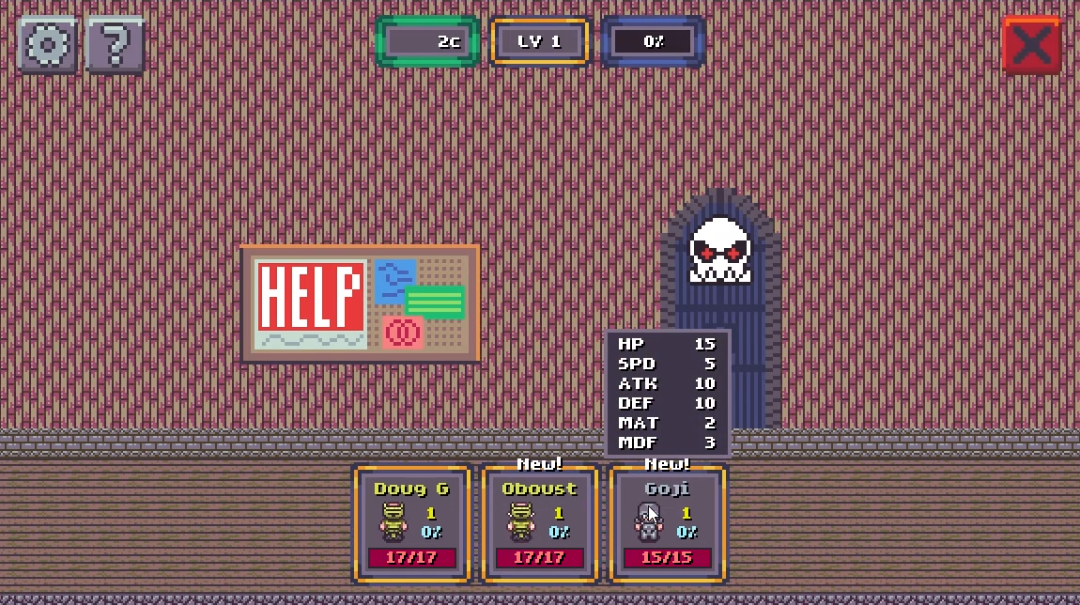 ?
2c
LV 1
0%
HELP
HP 15
SPD 5
ATK 10
DEF 10
MAT 2
MDF 3
New!
New!
Doug G
1
0%
17/17
Oboust
1
0%
17/17
Goji
1
0%
15/15